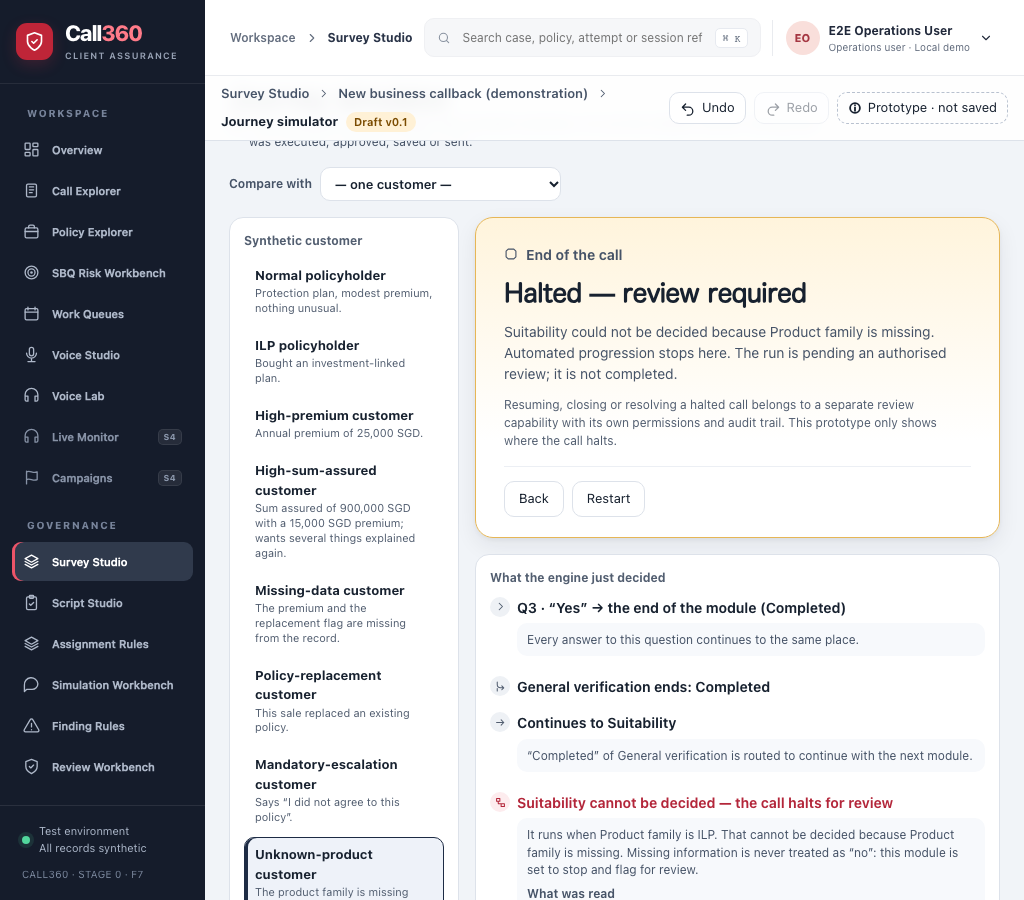 Call360
CLIENT ASSURANCE
WORKSPACE
Overview
Call Explorer
Policy Explorer
SBQ Risk Workbench
Work Queues
Voice Studio
Voice Lab
Live Monitor S4
Campaigns S4
GOVERNANCE
Survey Studio
Script Studio
Assignment Rules
Simulation Workbench
Finding Rules
Review Workbench
Test environment
All records synthetic
CALL360 · STAGE 0 · F7
Workspace > Survey Studio
Search case, policy, attempt or session ref ⌘ K
EO
E2E Operations User
Operations user · Local demo
Survey Studio > New business callback (demonstration) >
Journey simulator Draft v0.1
Undo
Redo
Prototype · not saved
was executed, approved, saved or sent.
Compare with — one customer —
Synthetic customer
Normal policyholder
Protection plan, modest premium,
nothing unusual.
ILP policyholder
Bought an investment-linked
plan.
High-premium customer
Annual premium of 25,000 SGD.
High-sum-assured
customer
Sum assured of 900,000 SGD
with a 15,000 SGD premium;
wants several things explained
again.
Missing-data customer
The premium and the
replacement flag are missing
from the record.
Policy-replacement
customer
This sale replaced an existing
policy.
Mandatory-escalation
customer
Says “I did not agree to this
policy”.
Unknown-product
customer
The product family is missing
End of the call
Halted — review required
Suitability could not be decided because Product family is missing.
Automated progression stops here. The run is pending an authorised
review; it is not completed.
Resuming, closing or resolving a halted call belongs to a separate review
capability with its own permissions and audit trail. This prototype only shows
where the call halts.
Back
Restart
What the engine just decided
Q3 · “Yes” → the end of the module (Completed)
Every answer to this question continues to the same place.
General verification ends: Completed
Continues to Suitability
“Completed” of General verification is routed to continue with the next module.
Suitability cannot be decided — the call halts for review
It runs when Product family is ILP. That cannot be decided because Product
family is missing. Missing information is never treated as “no”: this module is
set to stop and flag for review.
What was read